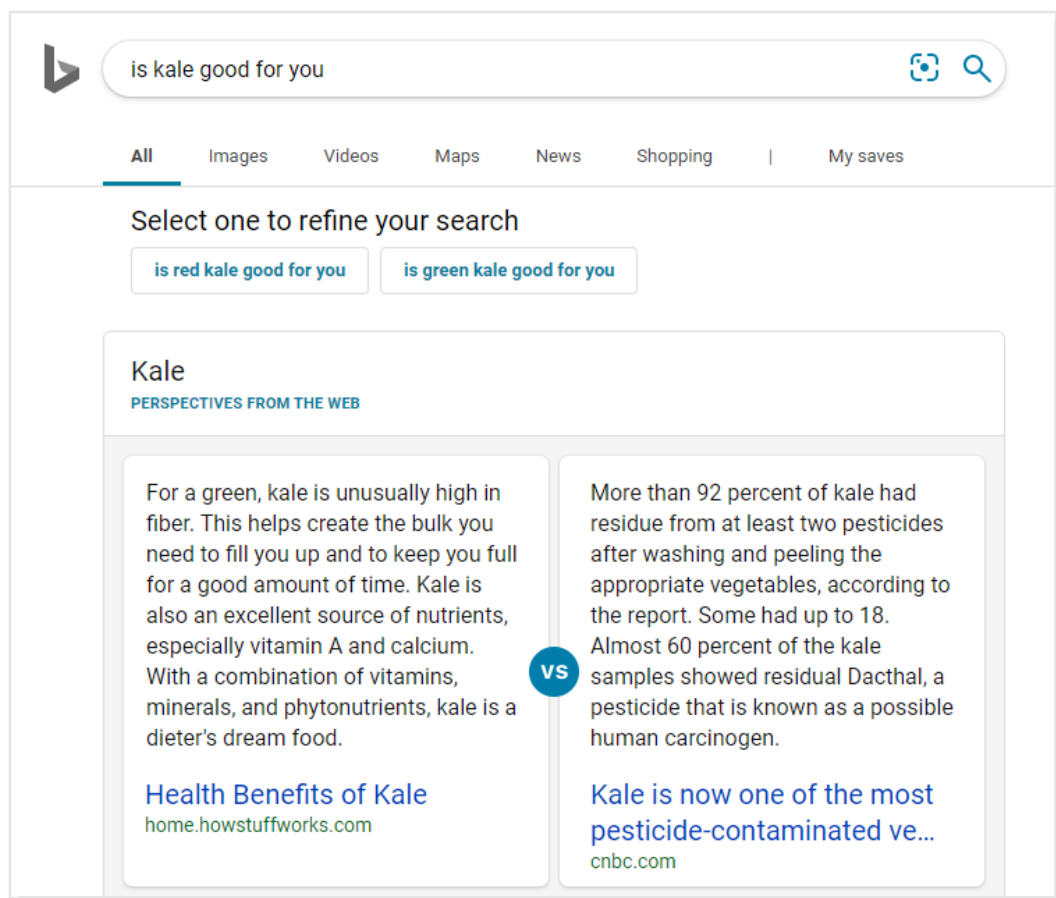 is kale good for you
All Images Videos Maps News Shopping | My saves
Select one to refine your search
is red kale good for you is green kale good for you
Kale
PERSPECTIVES FROM THE WEB
For a green, kale is unusually high in
fiber. This helps create the bulk you
need to fill you up and to keep you full
for a good amount of time. Kale is
also an excellent source of nutrients,
especially vitamin A and calcium.
With a combination of vitamins,
minerals, and phytonutrients, kale is a
dieter's dream food.
Health Benefits of Kale
home.howstuffworks.com
vs
More than 92 percent of kale had
residue from at least two pesticides
after washing and peeling the
appropriate vegetables, according to
the report. Some had up to 18.
Almost 60 percent of the kale
samples showed residual Dacthal, a
pesticide that is known as a possible
human carcinogen.
Kale is now one of the most
pesticide-contaminated ve...
cnbc.com